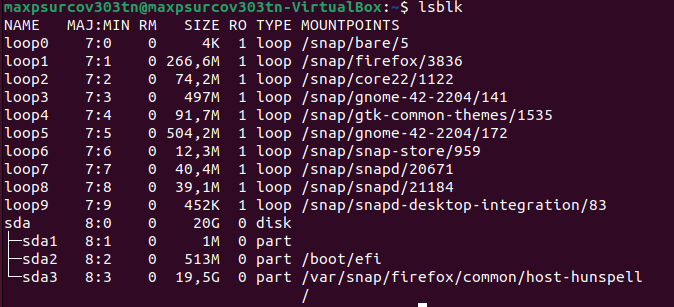 maxpsurcov303tn@maxpsurcov303tn-VirtualBox:~$ lsblk
NAME   MAJ:MIN RM   SIZE RO TYPE MOUNTPOINTS
loop0    7:0    0     4K  1 loop /snap/bare/5
loop1    7:1    0 266,6M  1 loop /snap/firefox/3836
loop2    7:2    0  74,2M  1 loop /snap/core22/1122
loop3    7:3    0   497M  1 loop /snap/gnome-42-2204/141
loop4    7:4    0  91,7M  1 loop /snap/gtk-common-themes/1535
loop5    7:5    0 504,2M  1 loop /snap/gnome-42-2204/172
loop6    7:6    0  12,3M  1 loop /snap/snap-store/959
loop7    7:7    0  40,4M  1 loop /snap/snapd/20671
loop8    7:8    0  39,1M  1 loop /snap/snapd/21184
loop9    7:9    0   452K  1 loop /snap/snapd-desktop-integration/83
sda      8:0    0    20G  0 disk
├─sda1   8:1    0     1M  0 part
├─sda2   8:2    0   513M  0 part /boot/efi
└─sda3   8:3    0  19,5G  0 part /var/snap/firefox/common/host-hunspell
                                 /